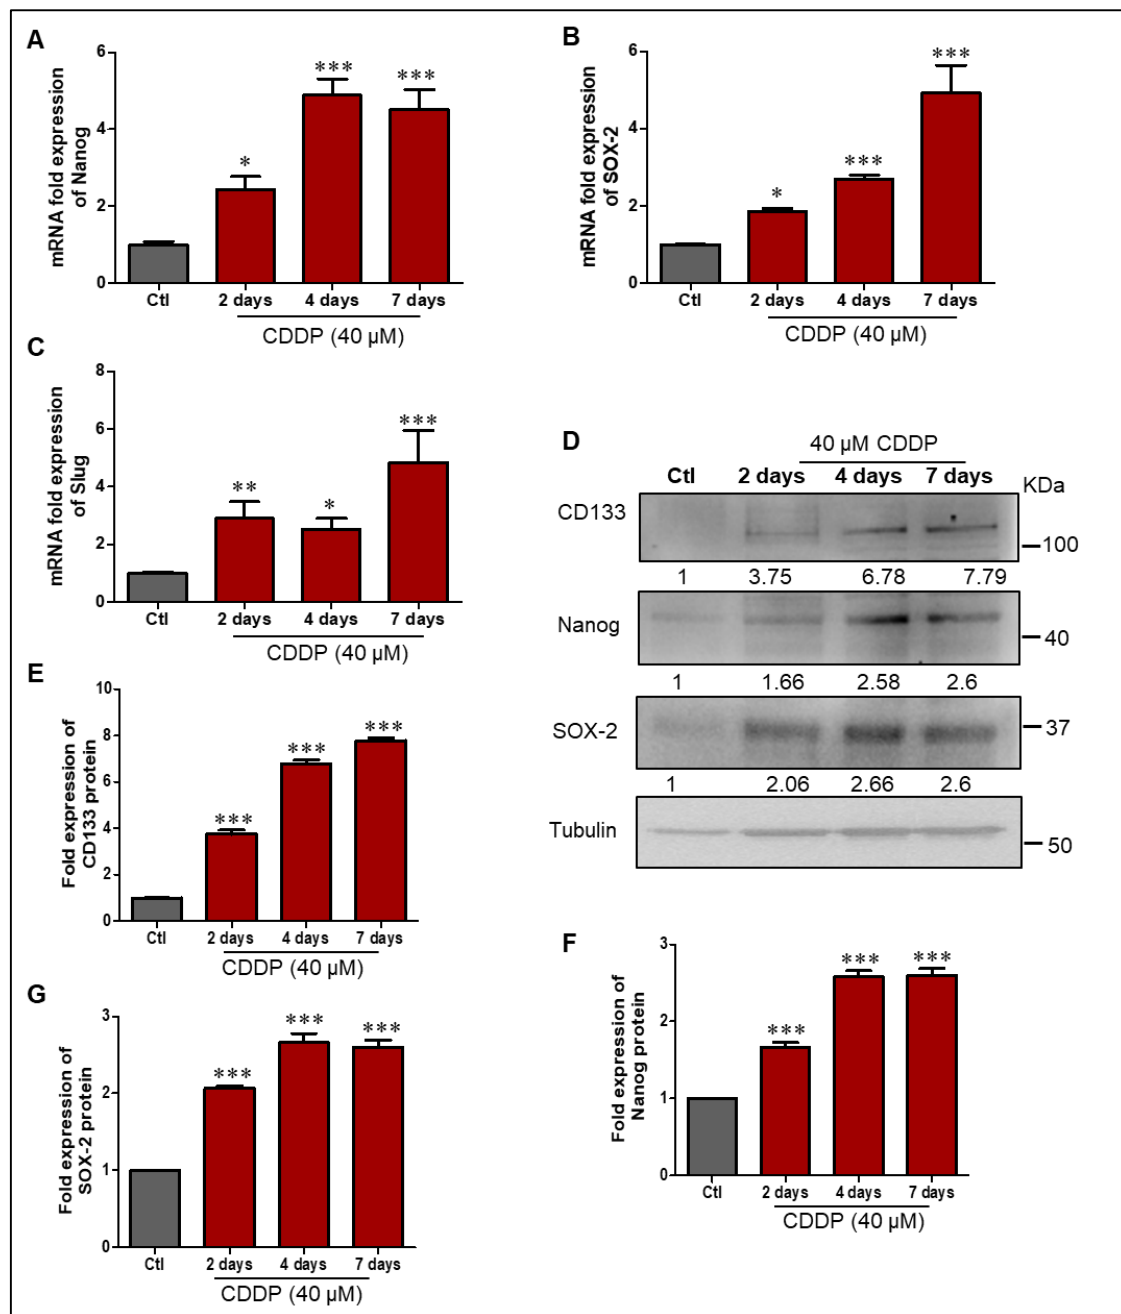 A
mRNA fold expression
of Nanog
6
4
2
0
*
***
***
Ctl
2 days
4 days
7 days
CDDP (40 µM)
B
mRNA fold expression
of SOX-2
6
4
2
0
*
***
***
Ctl
2 days
4 days
7 days
CDDP (40 µM)
C
mRNA fold expression
of Slug
8
6
4
2
0
**
*
***
Ctl
2 days
4 days
7 days
CDDP (40 µM)
D
40 µM CDDP
Ctl 2 days 4 days 7 days
KDa
CD133
100
1 3.75 6.78 7.79
Nanog
40
1 1.66 2.58 2.6
SOX-2
37
1 2.06 2.66 2.6
Tubulin
50
E
Fold expression of
CD133 protein
10
8
6
4
2
0
***
***
***
Ctl
2 days
4 days
7 days
CDDP (40 µM)
F
Fold expression of
Nanog protein
3
2
1
0
***
***
***
Ctl
2 days
4 days
7 days
CDDP (40 µM)
G
Fold expression of
SOX-2 protein
3
2
1
0
***
***
***
Ctl
2 days
4 days
7 days
CDDP (40 µM)